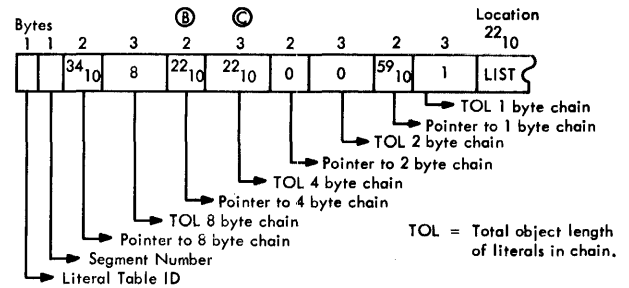 Bytes Ⓑ Ⓒ Location
1 1 2 3 2 3 2 3 2 3 22₁₀
34₁₀ 8 22₁₀ 22₁₀ 0 0 59₁₀ 1 LIST
TOL 1 byte chain
Pointer to 1 byte chain
TOL 2 byte chain
Pointer to 2 byte chain
TOL 4 byte chain
Pointer to 4 byte chain
TOL 8 byte chain
Pointer to 8 byte chain
Segment Number
Literal Table ID
TOL = Total object length
of literals in chain.